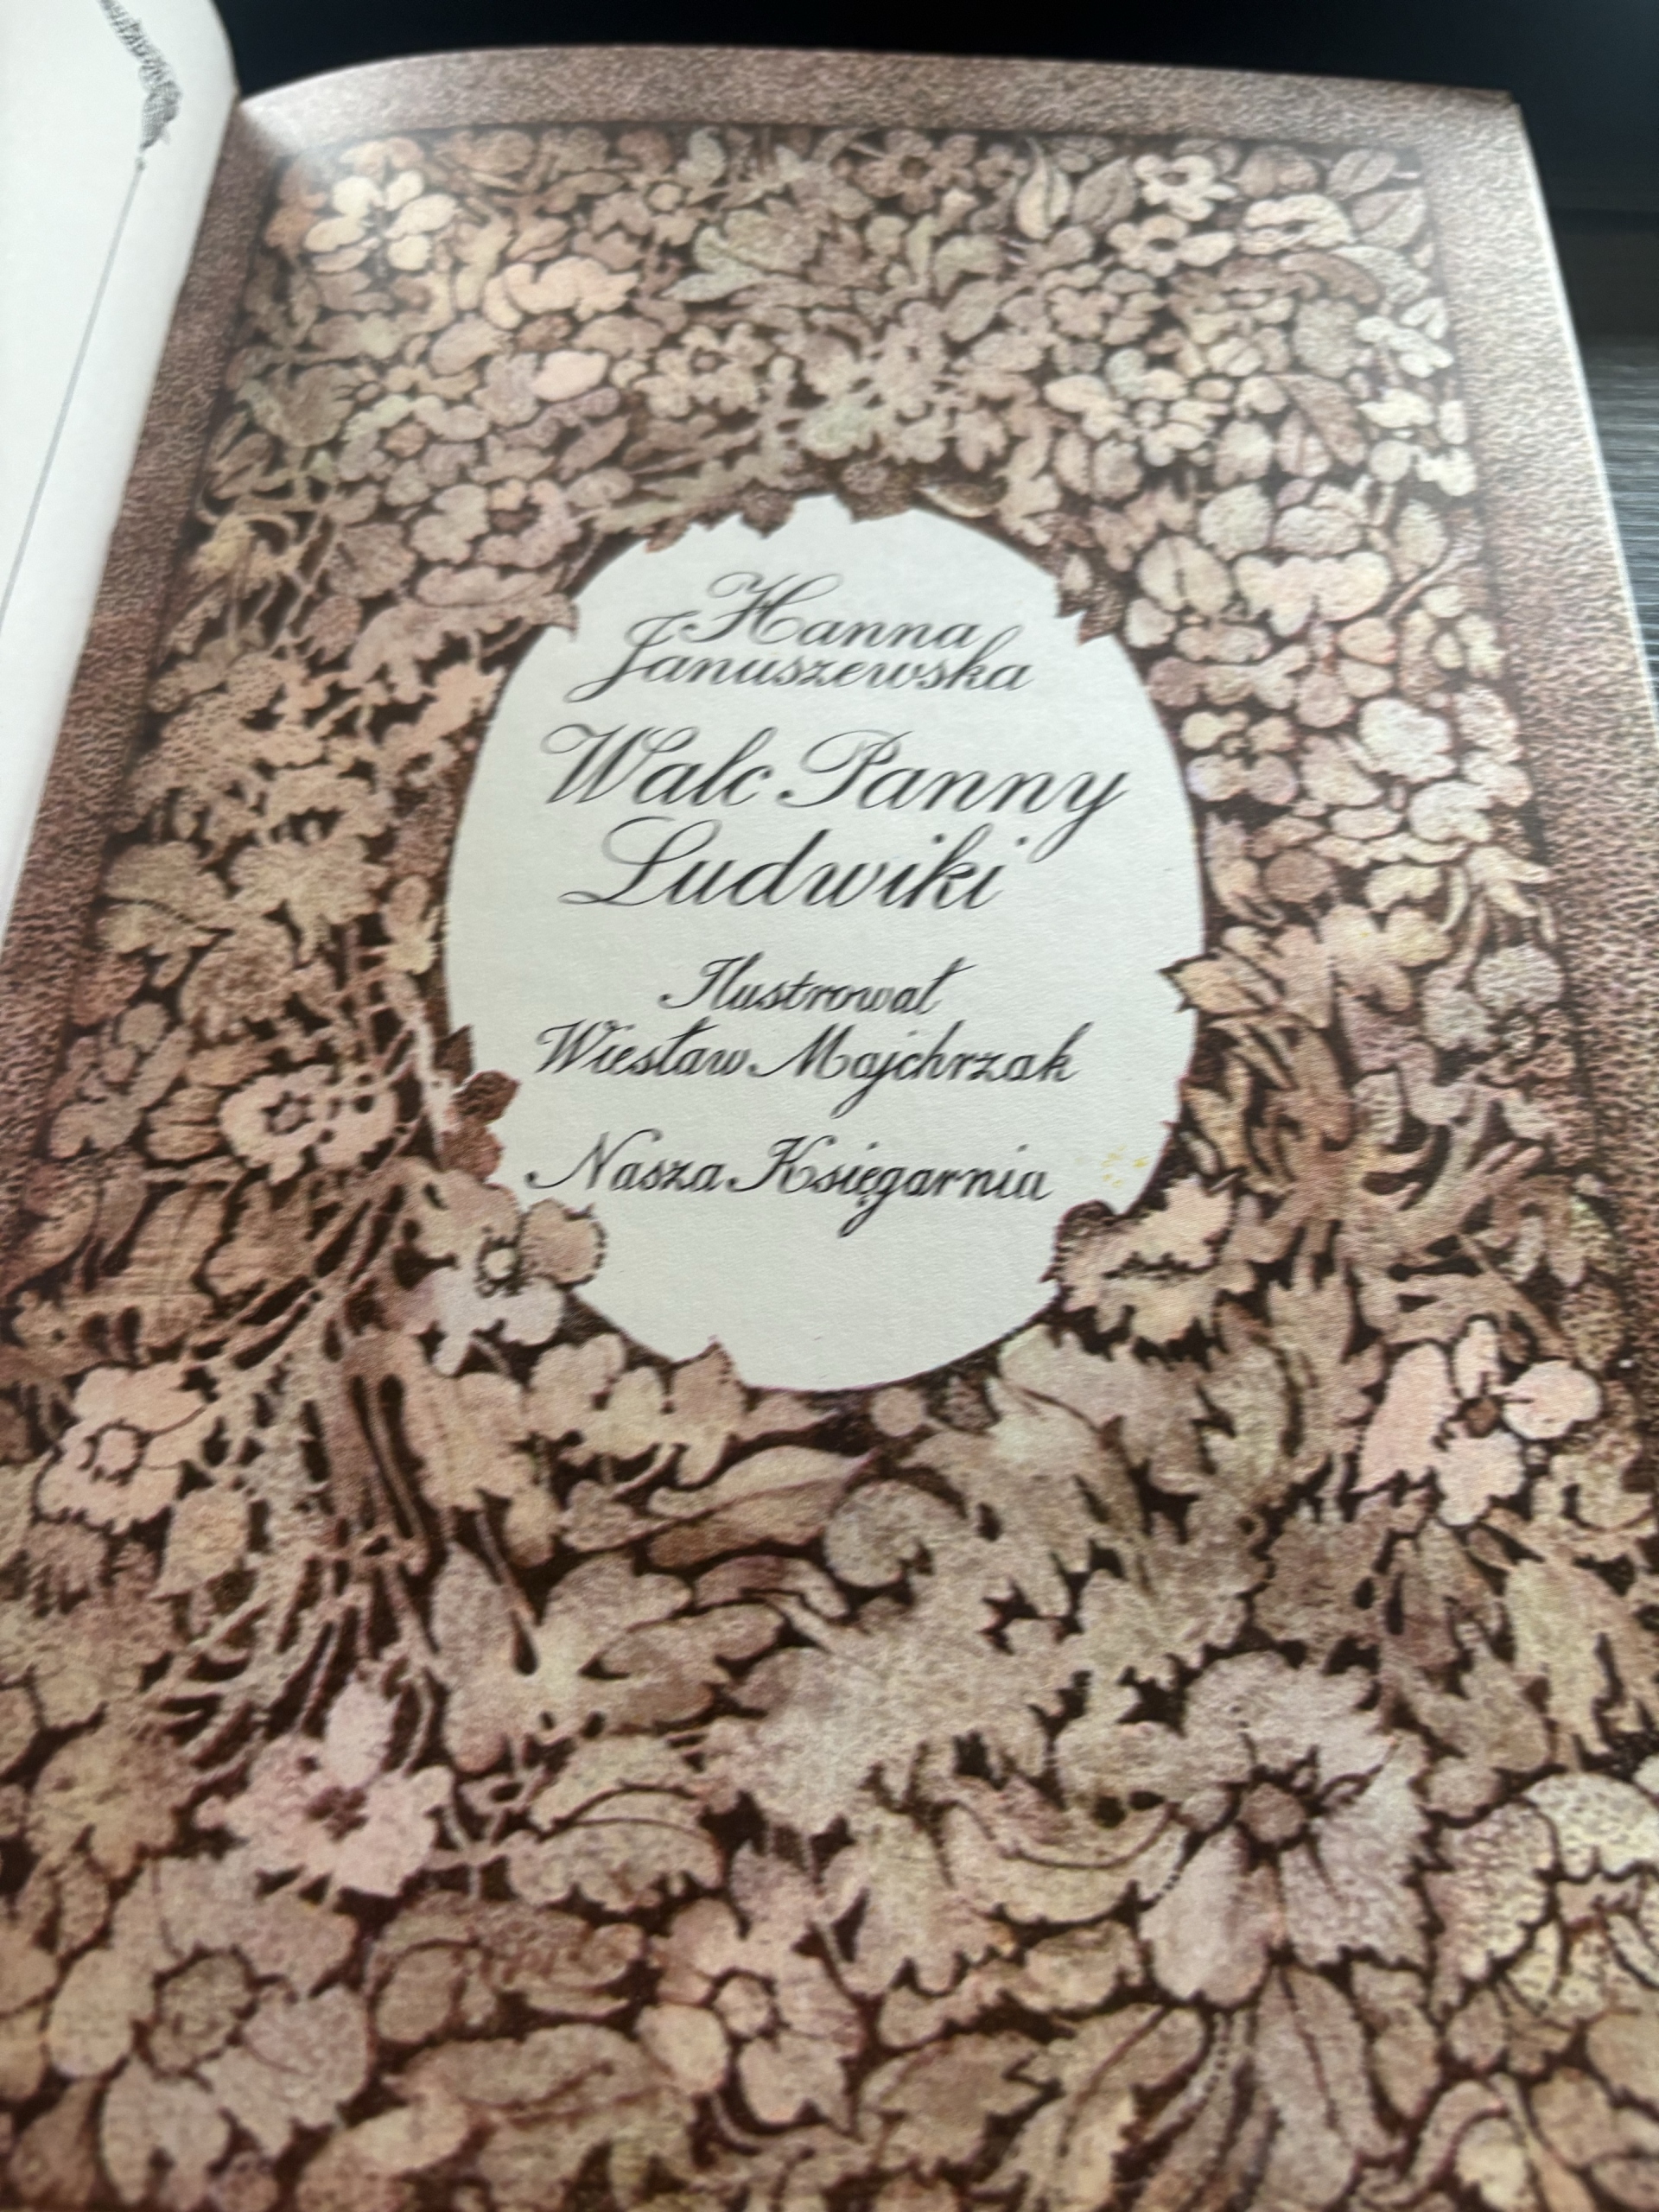 Hanna
Januszewska
Walc Panny
Ludwiki
Ilustrował
Wiesław Majchrzak
Nasza Księgarnia